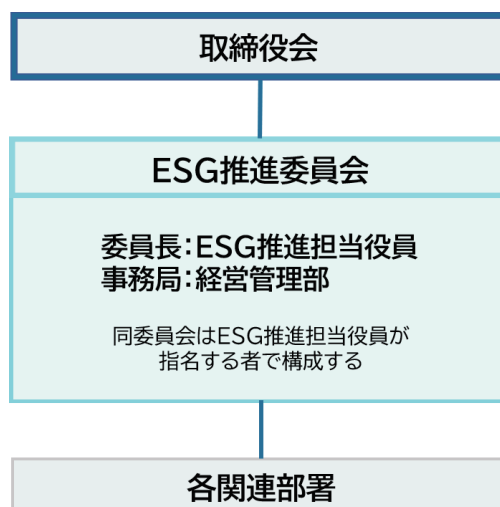 取締役会
ESG推進委員会
委員長:ESG推進担当役員
事務局:経営管理部
同委員会はESG推進担当役員が
指名する者で構成する
各関連部署